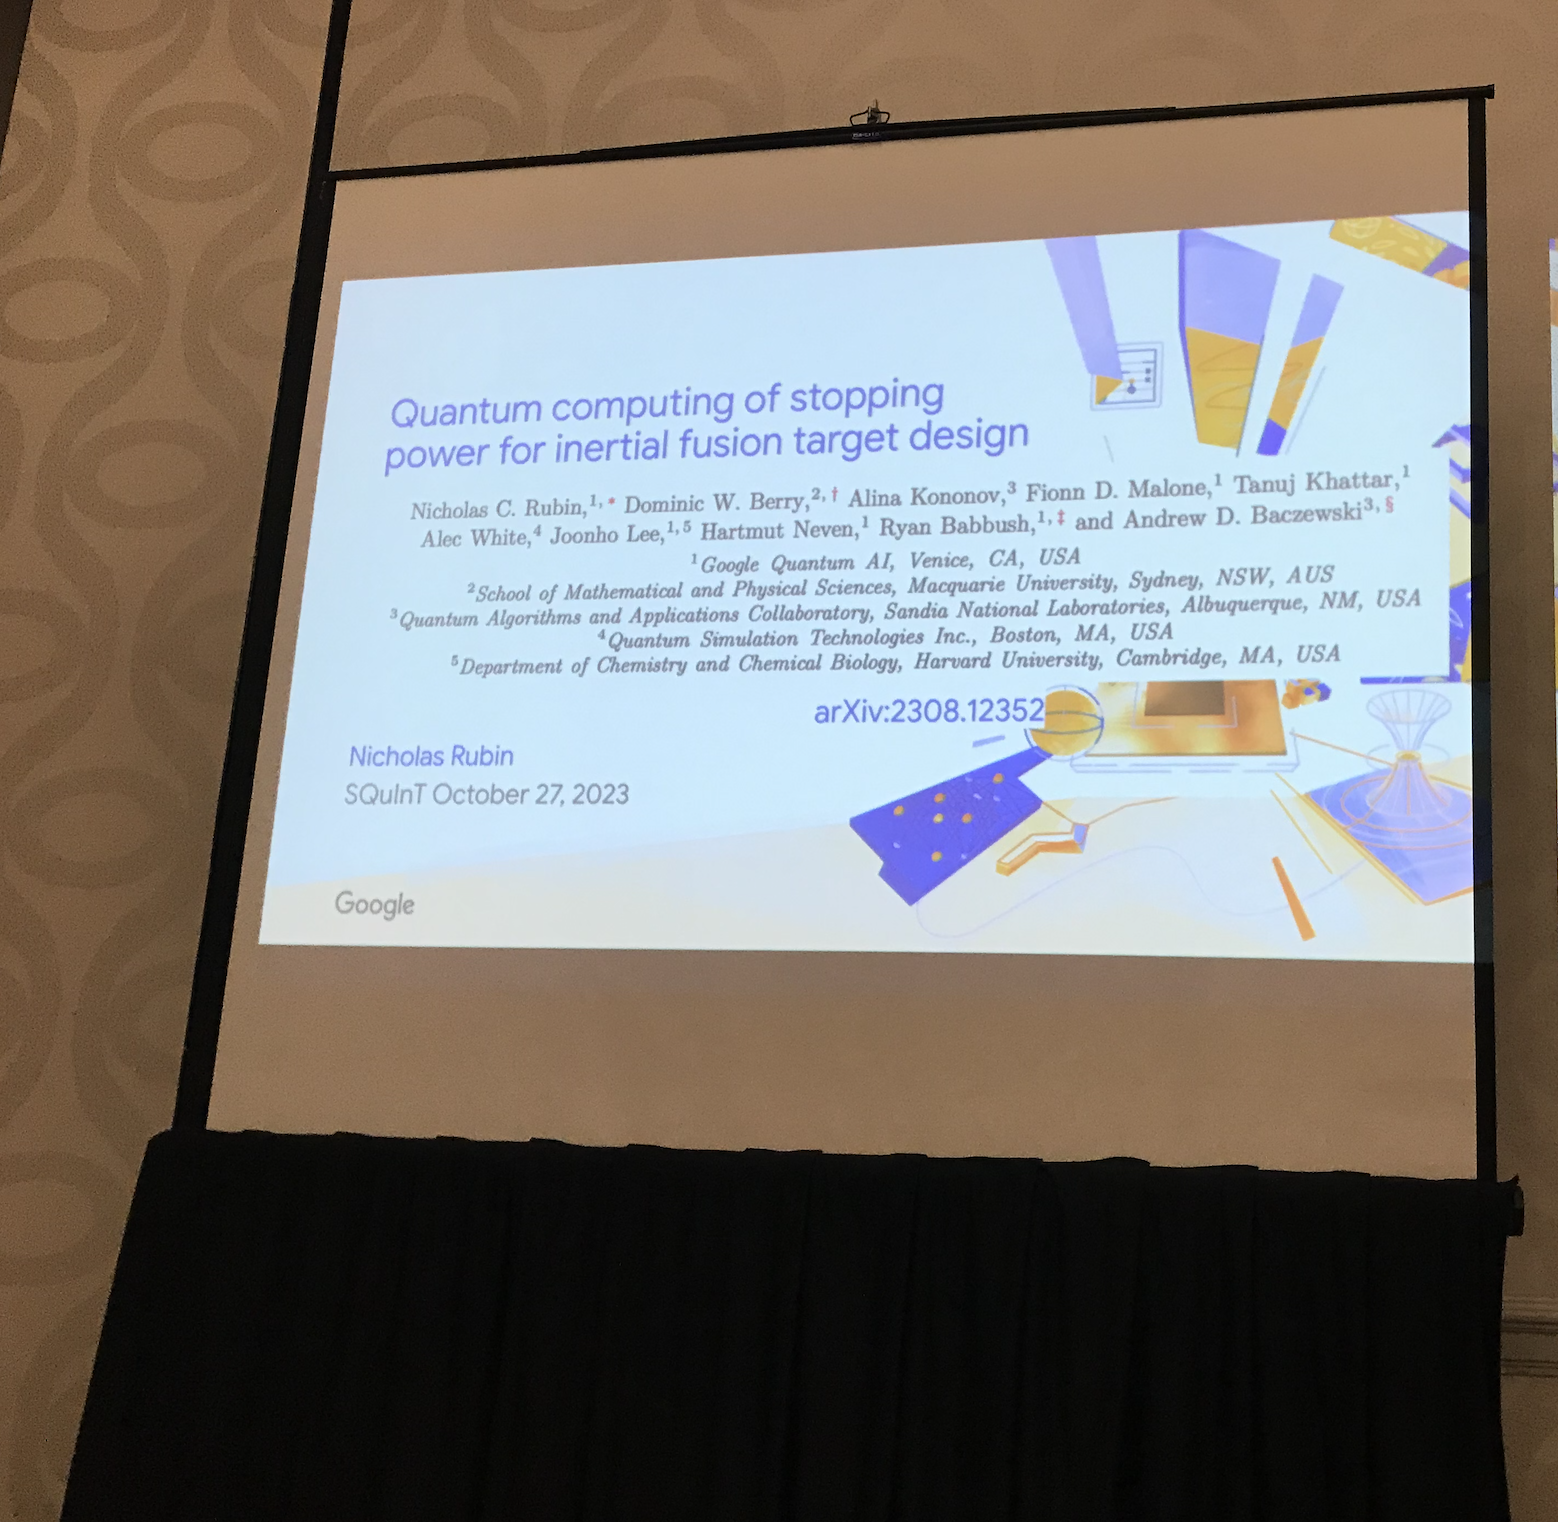 Quantum computing of stopping
power for inertial fusion target design
Nicholas C. Rubin,¹,* Dominic W. Berry,²,† Alina Kononov,³ Fionn D. Malone,¹ Tanuj Khattar,¹
Alec White,⁴ Joonho Lee,¹,⁵ Hartmut Neven,¹ Ryan Babbush,¹,‡ and Andrew D. Baczewski³,§
¹Google Quantum AI, Venice, CA, USA
²School of Mathematical and Physical Sciences, Macquarie University, Sydney, NSW, AUS
³Quantum Algorithms and Applications Collaboratory, Sandia National Laboratories, Albuquerque, NM, USA
⁴Quantum Simulation Technologies Inc., Boston, MA, USA
⁵Department of Chemistry and Chemical Biology, Harvard University, Cambridge, MA, USA
arXiv:2308.12352
Nicholas Rubin
SQuInT October 27, 2023
Google